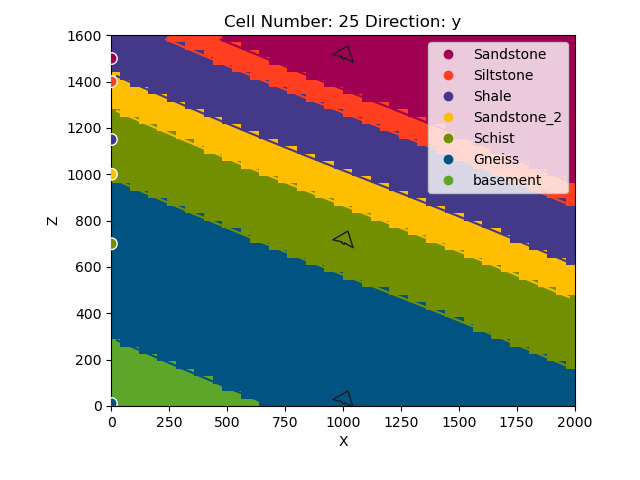 Cell Number: 25 Direction: y
1600
1400
1200
1000
800
600
400
200
0
Z
Sandstone
Siltstone
Shale
Sandstone_2
Schist
Gneiss
basement
0 250 500 750 1000 1250 1500 1750 2000
X